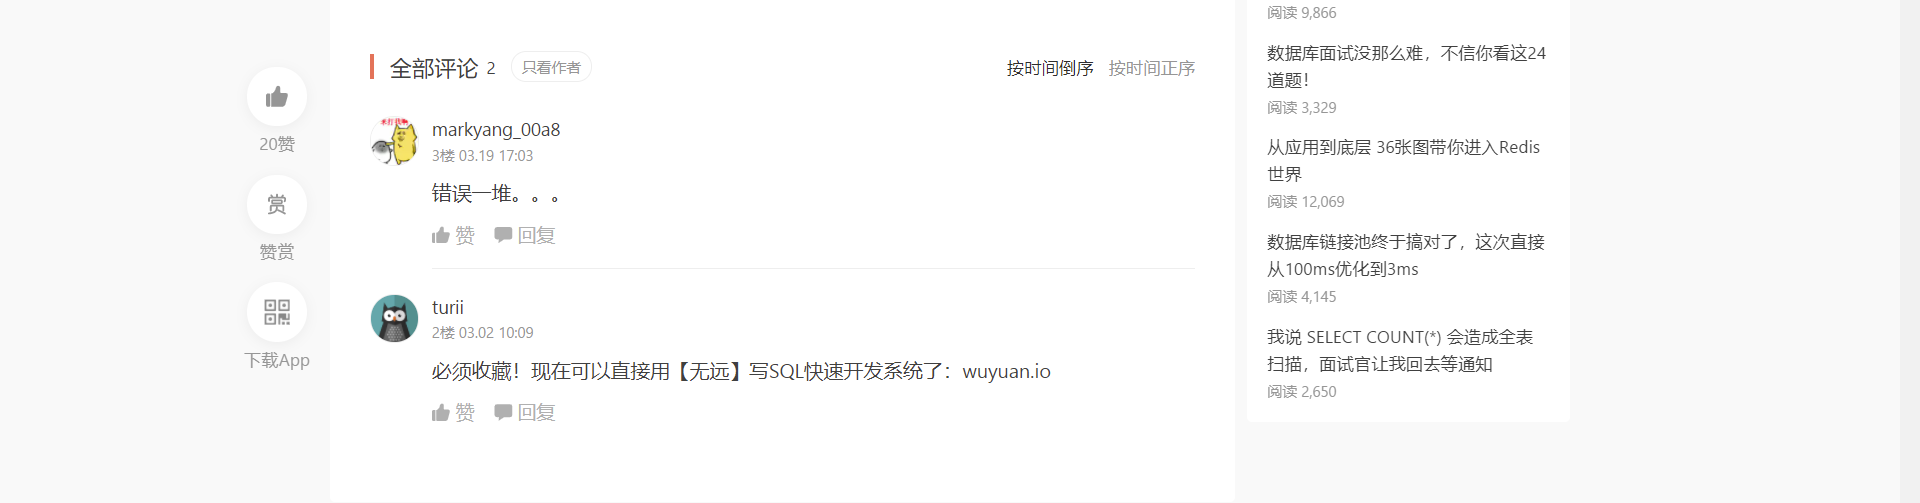 20赞
赏
赞赏
下载App
全部评论 2 只看作者 按时间倒序 按时间正序
markyang_00a8
3楼 03.19 17:03
错误一堆。。。
赞 回复
turii
2楼 03.02 10:09
必须收藏！现在可以直接用【无远】写SQL快速开发系统了：wuyuan.io
赞 回复
阅读 9,866
数据库面试没那么难，不信你看这24
道题！
阅读 3,329
从应用到底层 36张图带你进入Redis
世界
阅读 12,069
数据库链接池终于搞对了，这次直接
从100ms优化到3ms
阅读 4,145
我说 SELECT COUNT(*) 会造成全表
扫描，面试官让我回去等通知
阅读 2,650